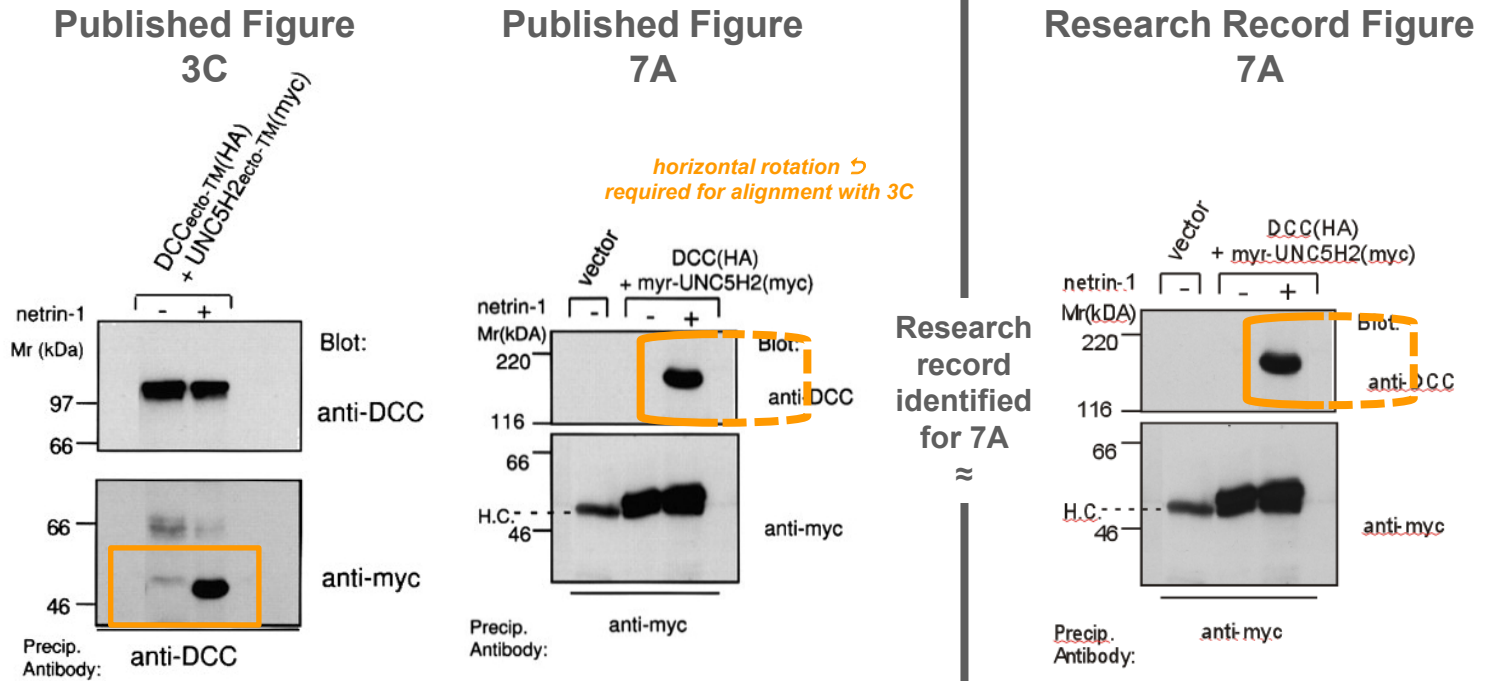 Published Figure
3C
DCCecto-TM(HA)
+ UNC5H2ecto-TM(myc)
netrin-1
- +
Mr (kDa)
97
66
Blot:
anti-DCC
66
46
anti-myc
Precip.
Antibody:
anti-DCC
Published Figure
7A
horizontal rotation
required for alignment with 3C
vector
DCC(HA)
+ myr-UNC5H2(myc)
netrin-1
- - +
Mr(kDA)
220
116
Blot:
anti-DCC
66
H.C.
46
anti-myc
Precip.
Antibody:
anti-myc
Research
record
identified
for 7A
≈
Research Record Figure
7A
vector
DCC(HA)
+ myr-UNC5H2(myc)
netrin-1
- - +
Mr(kDA)
220
116
Blot:
anti-DCC
66
H.C.
46
anti-myc
Precip.
Antibody:
anti-myc